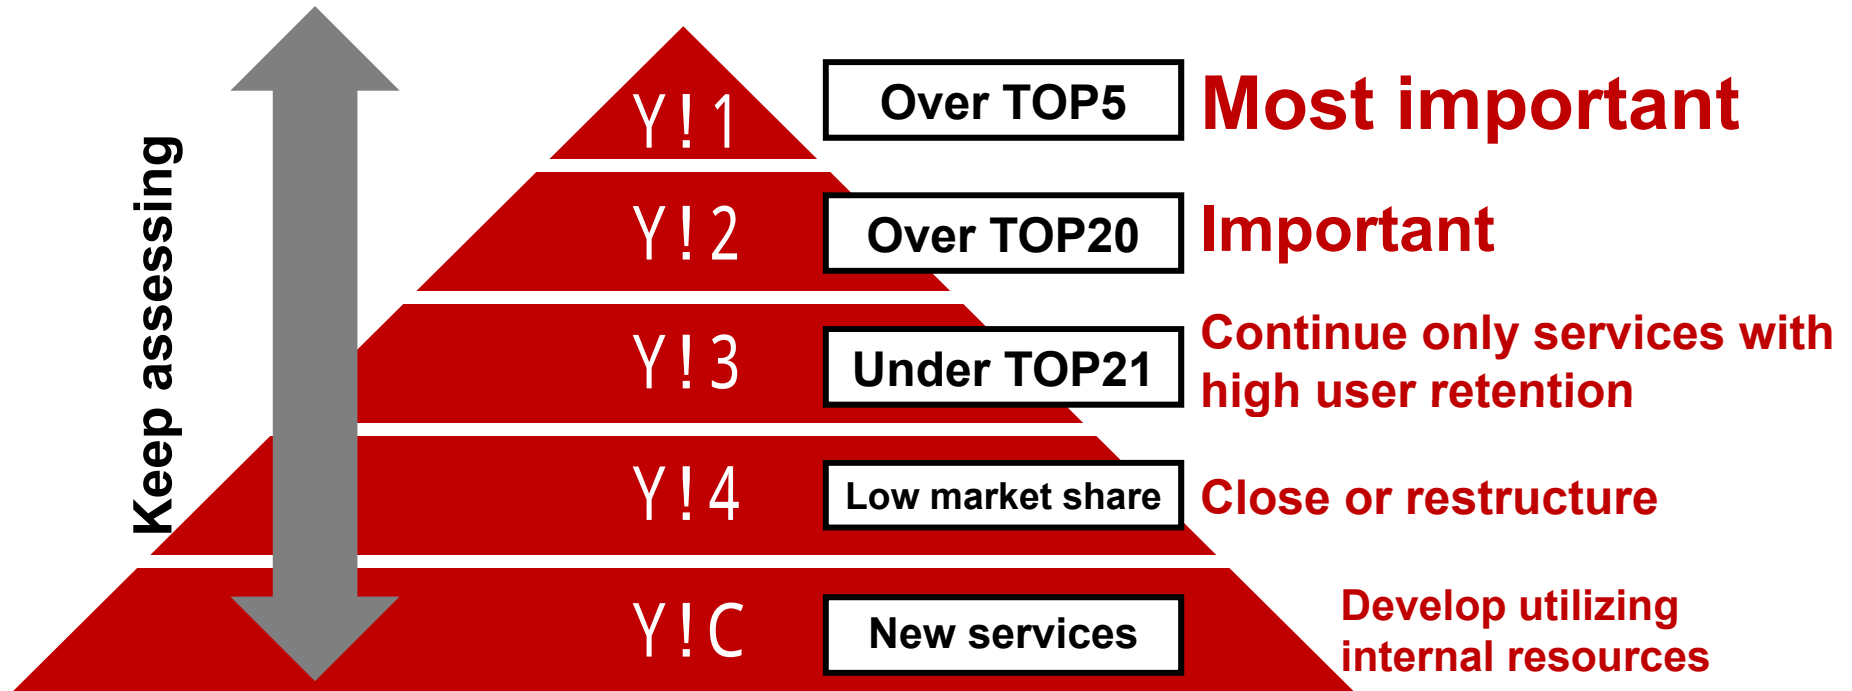 Keep assessing
Y!1
Over TOP5
Most important
Y!2
Over TOP20
Important
Y!3
Under TOP21
Continue only services with
high user retention
Y!4
Low market share
Close or restructure
Y!C
New services
Develop utilizing
internal resources